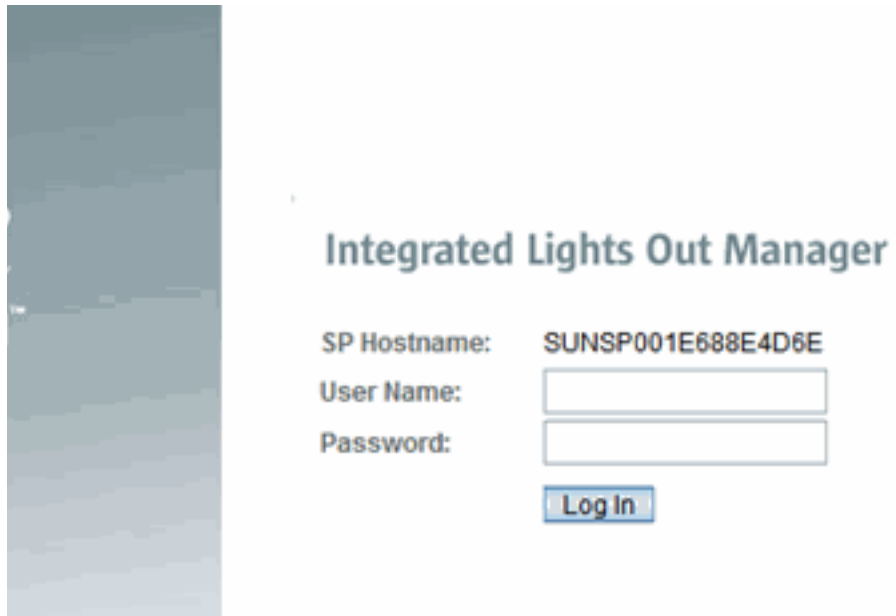 Integrated Lights Out Manager
SP Hostname: SUNSP001E688E4D6E
User Name:
Password:
Log In